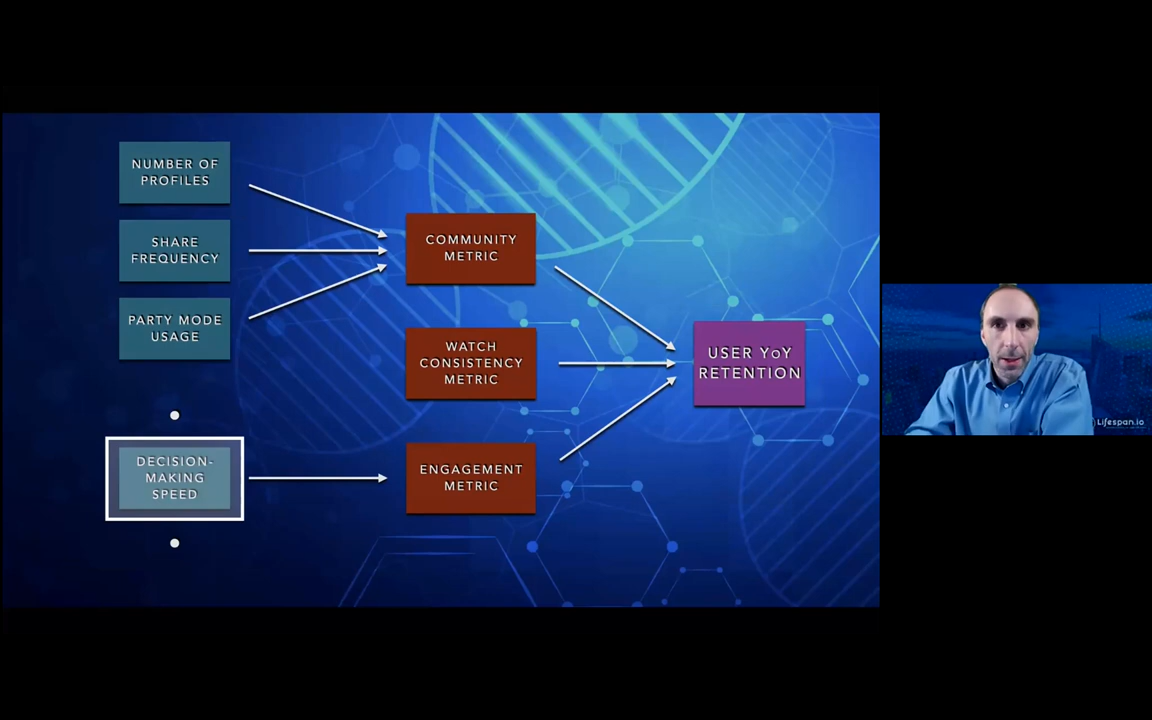 NUMBER OF
PROFILES
SHARE
FREQUENCY
PARTY MODE
USAGE
DECISION-
MAKING
SPEED
COMMUNITY
METRIC
WATCH
CONSISTENCY
METRIC
ENGAGEMENT
METRIC
USER YoY
RETENTION
Lifespan.io